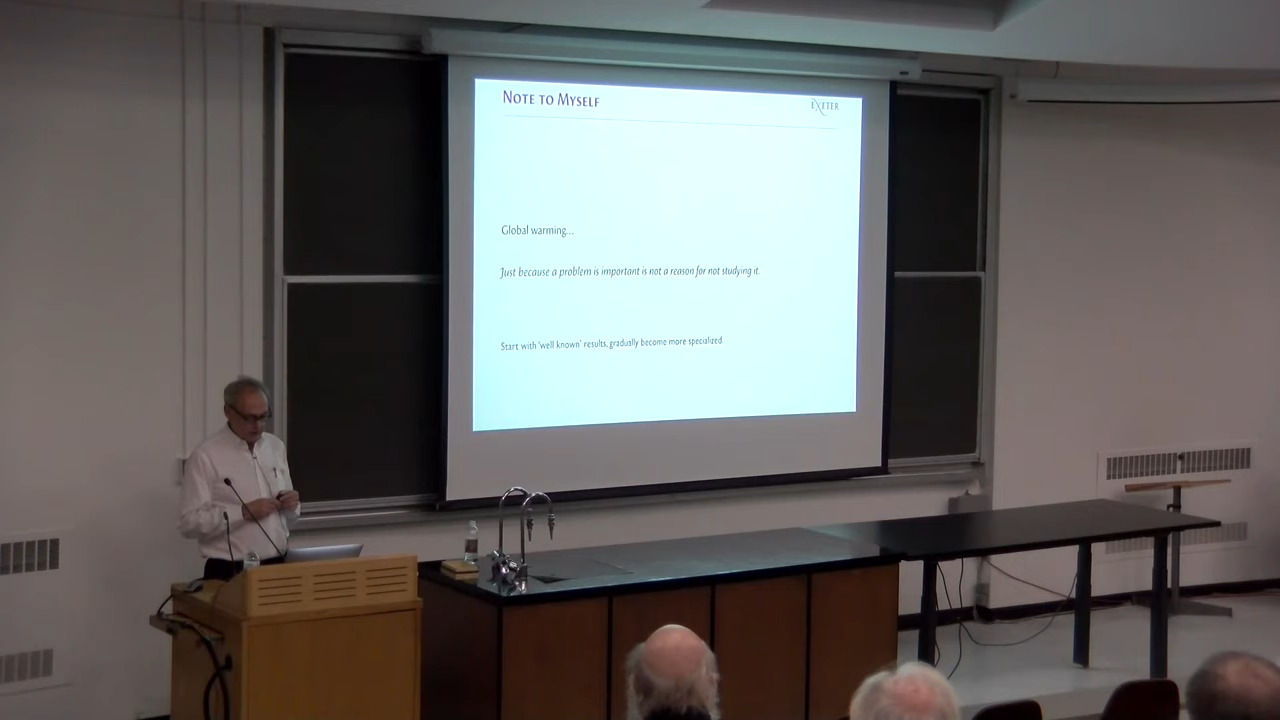 Note to Myself
EXETER
Global warming...
Just because a problem is important is not a reason for not studying it.
Start with 'well known' results, gradually become more specialized